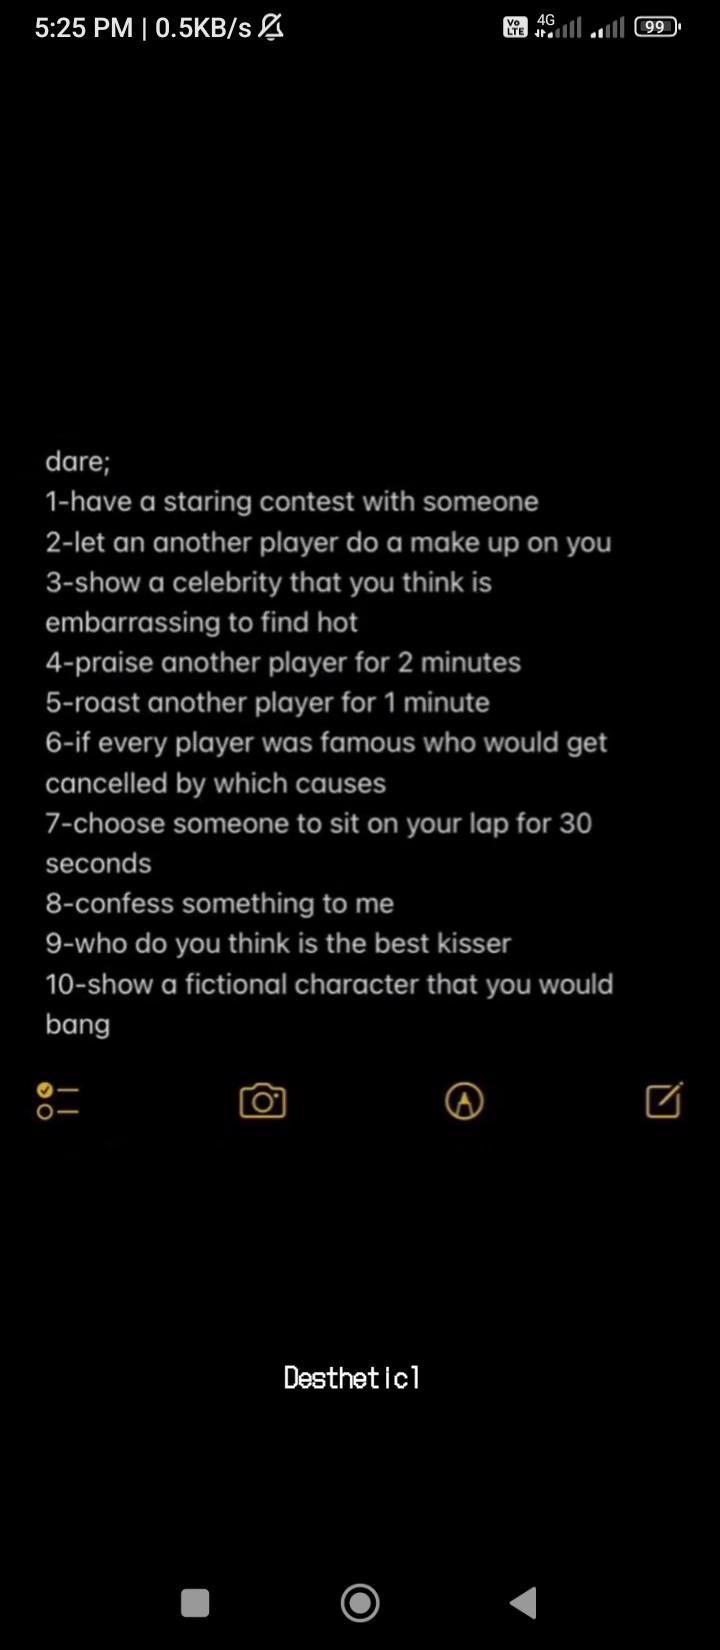 5:25 PM | 0.5KB/s
Vo LTE 4G 99
dare;
1-have a staring contest with someone
2-let an another player do a make up on you
3-show a celebrity that you think is
embarrassing to find hot
4-praise another player for 2 minutes
5-roast another player for 1 minute
6-if every player was famous who would get
cancelled by which causes
7-choose someone to sit on your lap for 30
seconds
8-confess something to me
9-who do you think is the best kisser
10-show a fictional character that you would
bang
Desthetic1